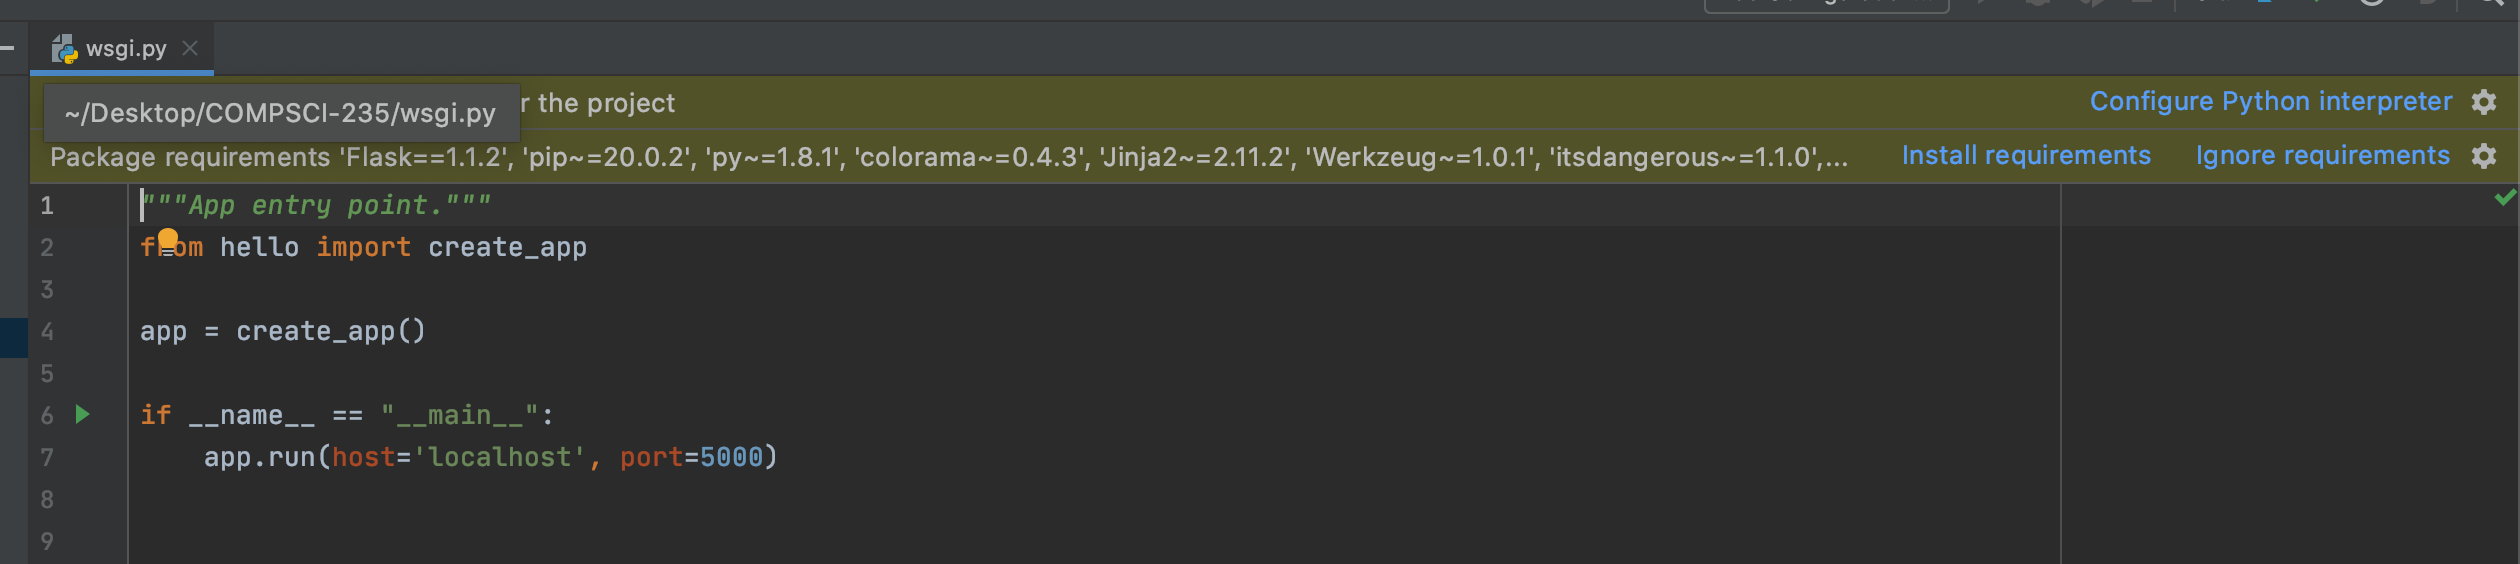 wsgi.py
~/Desktop/COMPSCI-235/wsgi.py
r the project Configure Python interpreter
Package requirements 'Flask==1.1.2', 'pip~=20.0.2', 'py~=1.8.1', 'colorama~=0.4.3', 'Jinja2~=2.11.2', 'Werkzeug~=1.0.1', 'itsdangerous~=1.1.0',... Install requirements Ignore requirements
1 """App entry point."""
2 from hello import create_app
3
4 app = create_app()
5
6 if __name__ == "__main__":
7 app.run(host='localhost', port=5000)
8
9